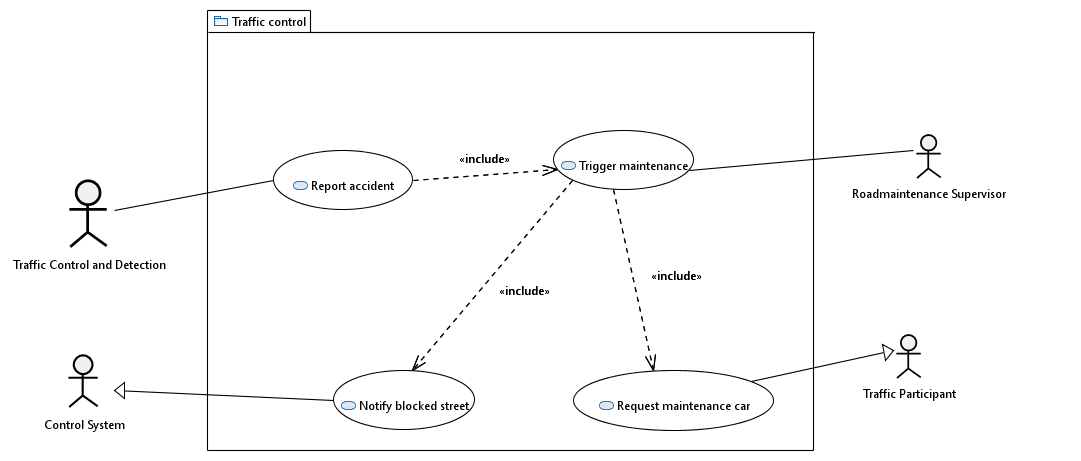 Traffic control
«include»
Trigger maintenance
Report accident
Roadmaintenance Supervisor
Traffic Control and Detection
«include»
«include»
Traffic Participant
Notify blocked street
Request maintenance car
Control System